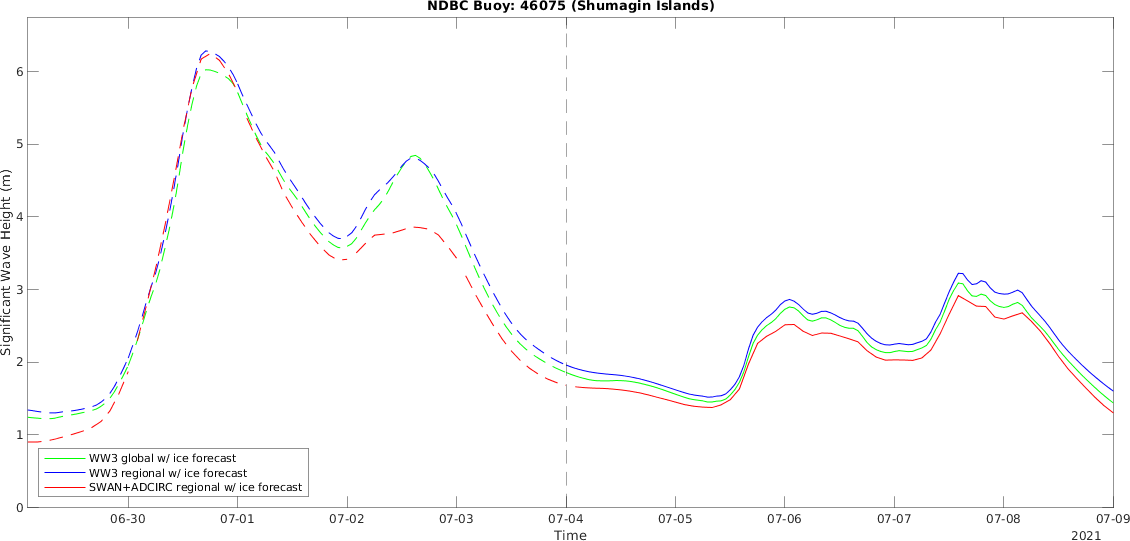 NDBC Buoy: 46075 (Shumagin Islands)
Significant Wave Height (m)
6
5
4
3
2
1
0
WW3 global w/ ice forecast
WW3 regional w/ ice forecast
SWAN+ADCIRC regional w/ ice forecast
06-30 07-01 07-02 07-03 07-04 07-05 07-06 07-07 07-08 07-09
Time
2021